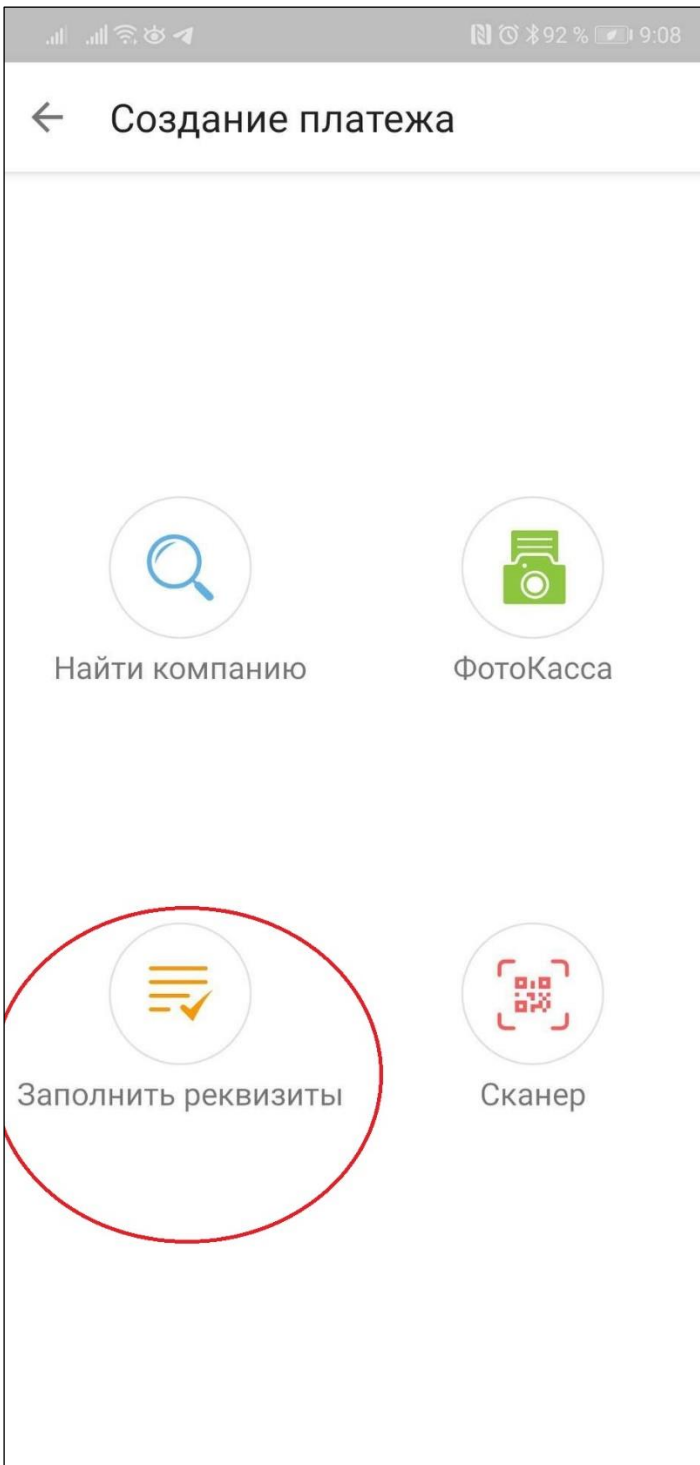 92 % 9:08
Создание платежа
Найти компанию
ФотоКасса
Заполнить реквизиты
Сканер